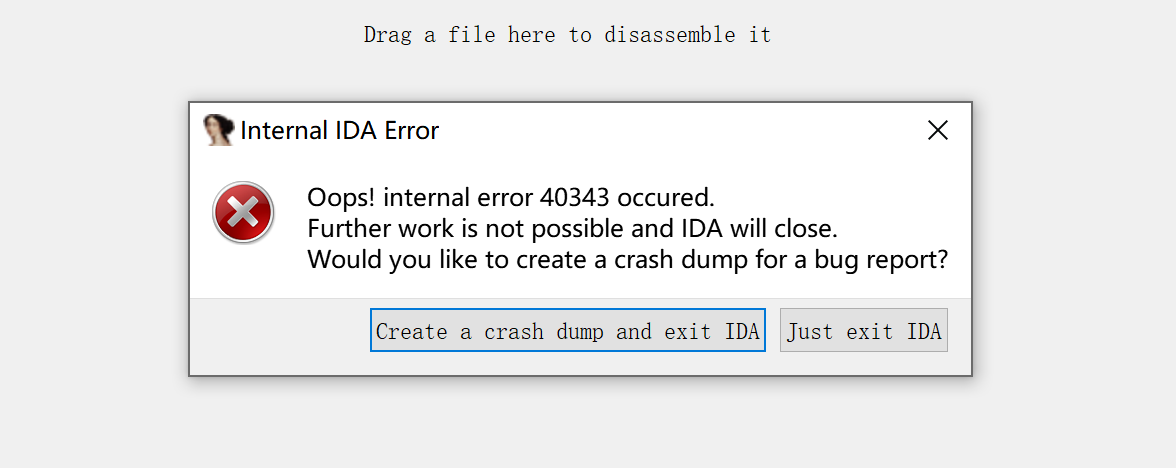 Drag a file here to disassemble it
Internal IDA Error
Oops! internal error 40343 occured.
Further work is not possible and IDA will close.
Would you like to create a crash dump for a bug report?
Create a crash dump and exit IDA
Just exit IDA